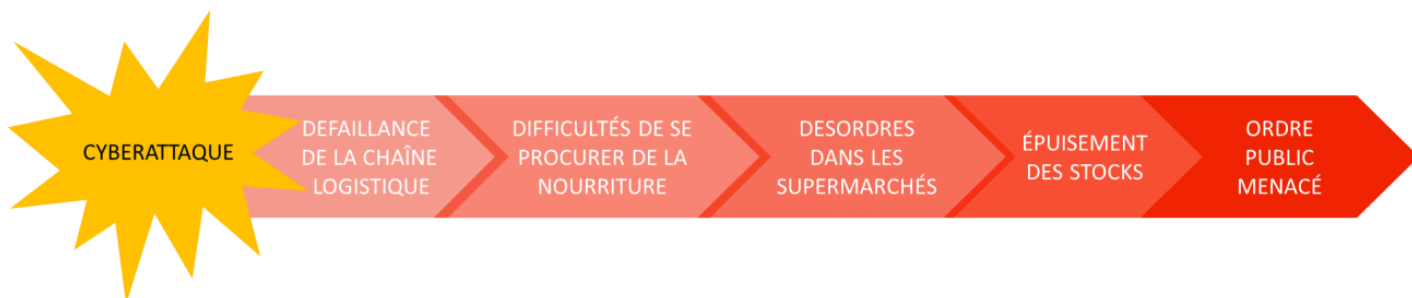 CYBERATTAQUE
DEFAILLANCE
DE LA CHAÎNE
LOGISTIQUE
DIFFICULTÉS DE SE
PROCURER DE LA
NOURRITURE
DESORDRES
DANS LES
SUPERMARCHÉS
ÉPUISEMENT
DES STOCKS
ORDRE
PUBLIC
MENACÉ